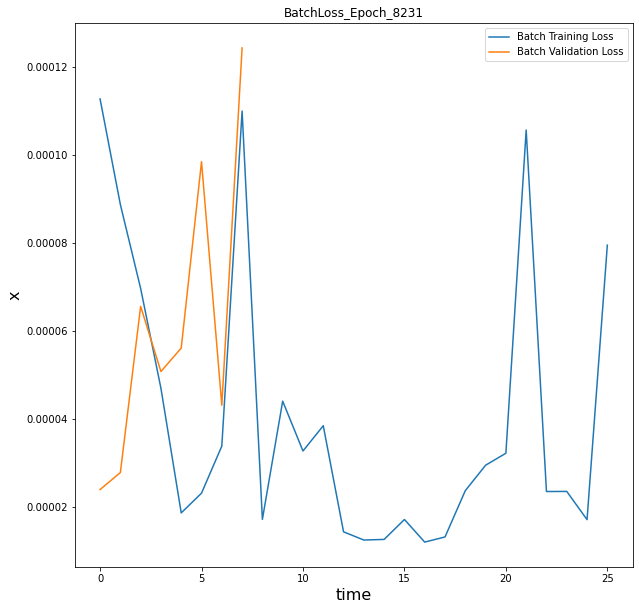 BatchLoss_Epoch_8231
Batch Training Loss
Batch Validation Loss
0.00012
0.00010
0.00008
0.00006
0.00004
0.00002
x
0 5 10 15 20 25
time